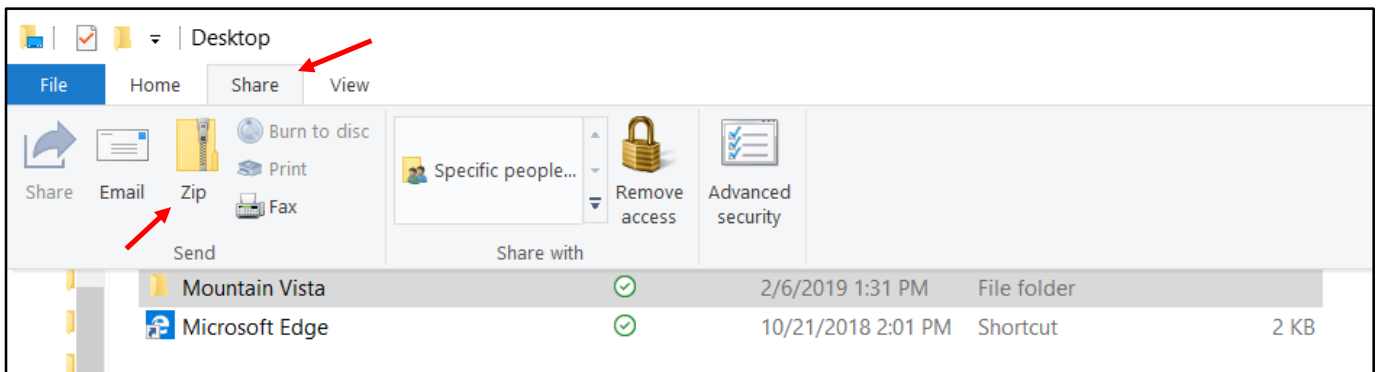 Desktop
File Home Share View
Share
Email
Zip
Burn to disc
Print
Fax
Send
Specific people...
Remove
access
Share with
Advanced
security
Mountain Vista 2/6/2019 1:31 PM File folder
Microsoft Edge 10/21/2018 2:01 PM Shortcut 2 KB